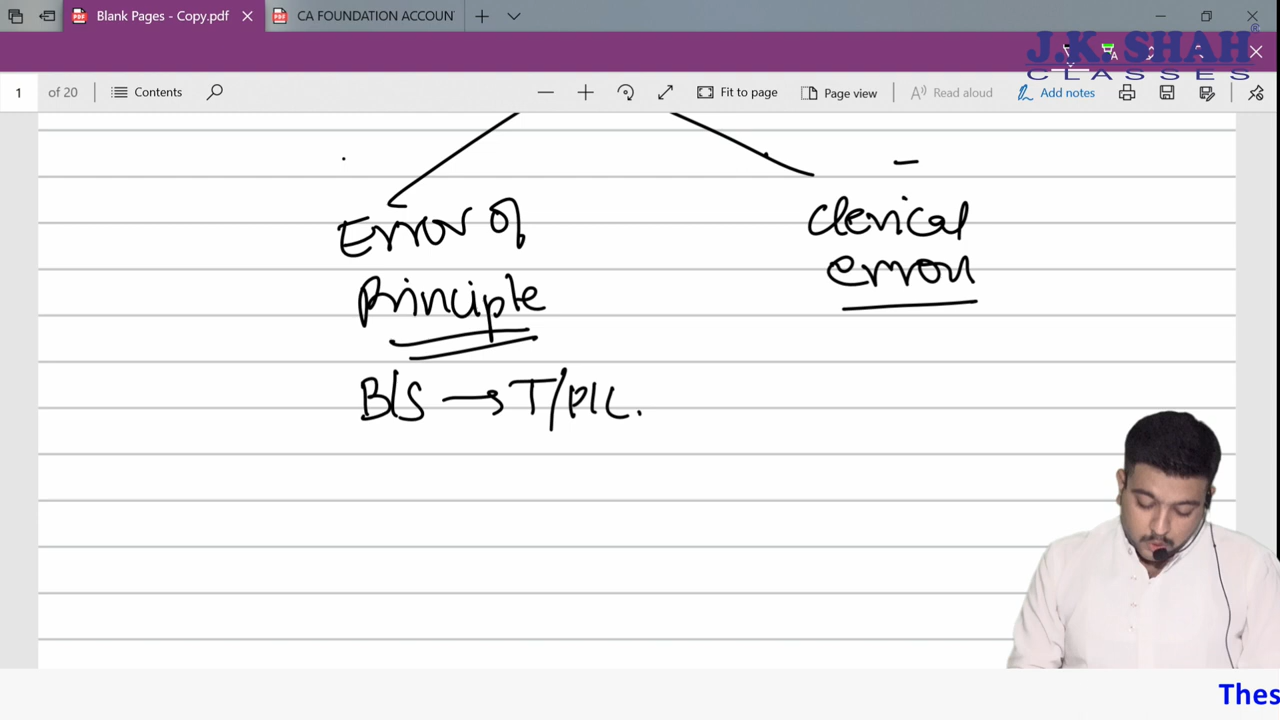 Blank Pages - Copy.pdf
CA FOUNDATION ACCOUNT
J.K. SHAH®
CLASSES
1 of 20
Contents
Fit to page
Page view
Read aloud
Add notes
Error of
Principle
B/S → T/P/L.
Clerical
error
Thes